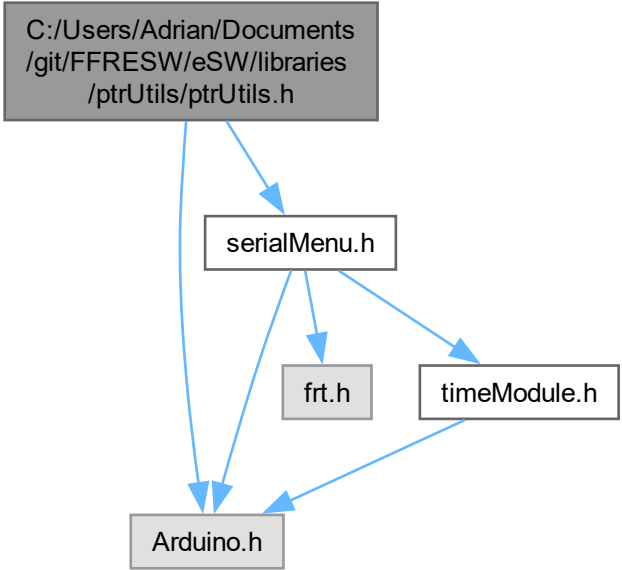 C:/Users/Adrian/Documents
/git/FFRESW/eSW/libraries
/ptrUtils/ptrUtils.h
serialMenu.h
frt.h
timeModule.h
Arduino.h